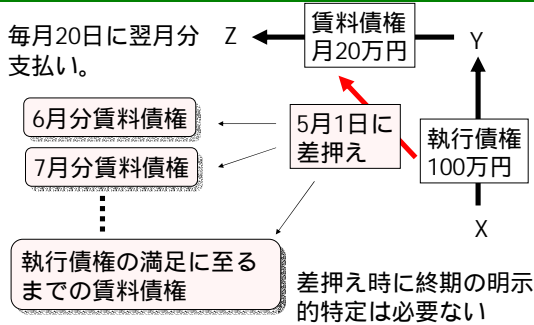 毎月20日に翌月分
支払い。
Z
賃料債権
月20万円
Y
6月分賃料債権
7月分賃料債権
5月1日に
差押え
執行債権
100万円
X
執行債権の満足に至る
までの賃料債権
差押え時に終期の明示
的特定は必要ない